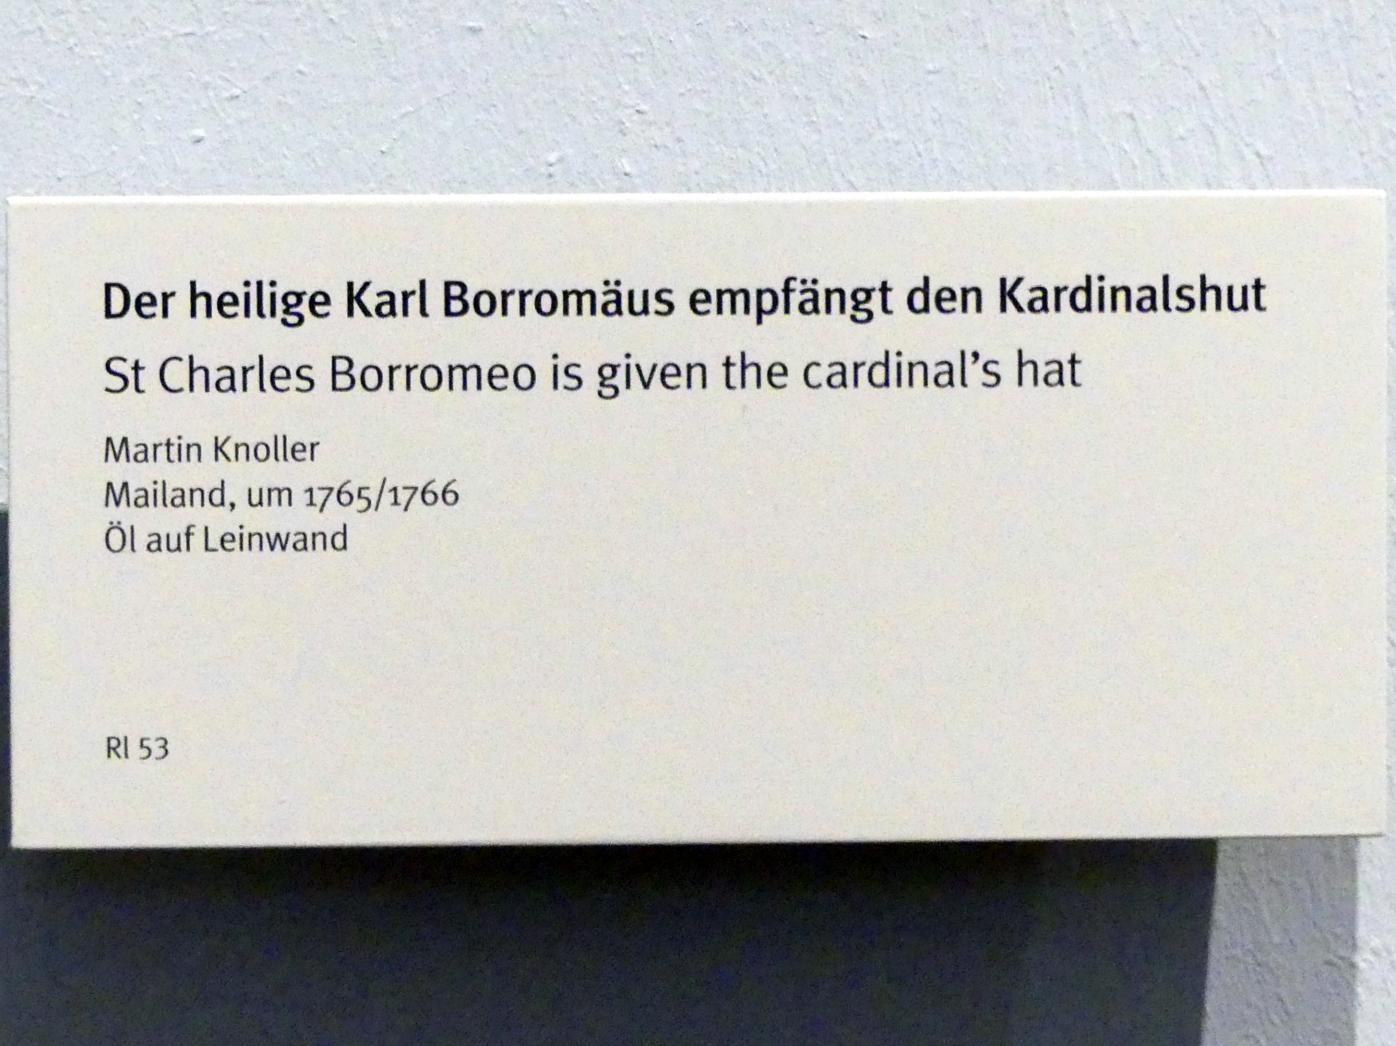 Der heilige Karl Borromäus empfängt den Kardinalshut
St Charles Borromeo is given the cardinal’s hat
Martin Knoller
Mailand, um 1765/1766
Öl auf Leinwand
Rl 53